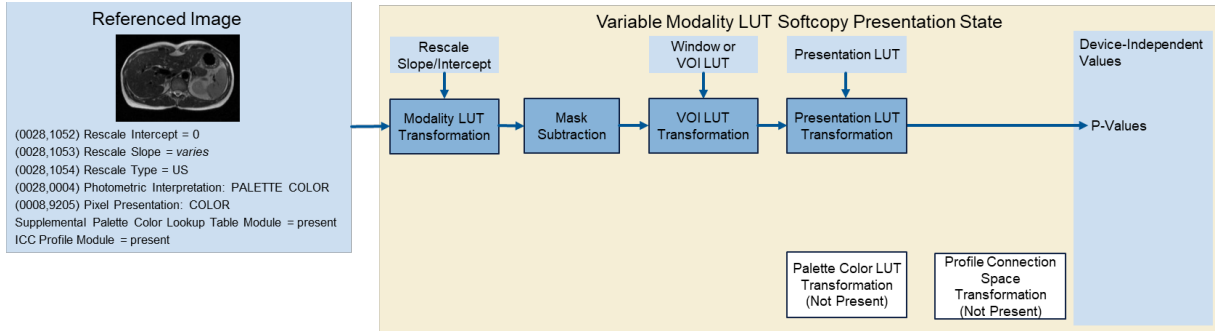 Referenced Image
(0028,1052) Rescale Intercept = 0
(0028,1053) Rescale Slope = varies
(0028,1054) Rescale Type = US
(0028,0004) Photometric Interpretation: PALETTE COLOR
(0008,9205) Pixel Presentation: COLOR
Supplemental Palette Color Lookup Table Module = present
ICC Profile Module = present
Variable Modality LUT Softcopy Presentation State
Rescale
Slope/Intercept
Window or
VOI LUT
Presentation LUT
Device-Independent
Values
Modality LUT
Transformation
Mask
Subtraction
VOI LUT
Transformation
Presentation LUT
Transformation
P-Values
Palette Color LUT
Transformation
(Not Present)
Profile Connection
Space
Transformation
(Not Present)